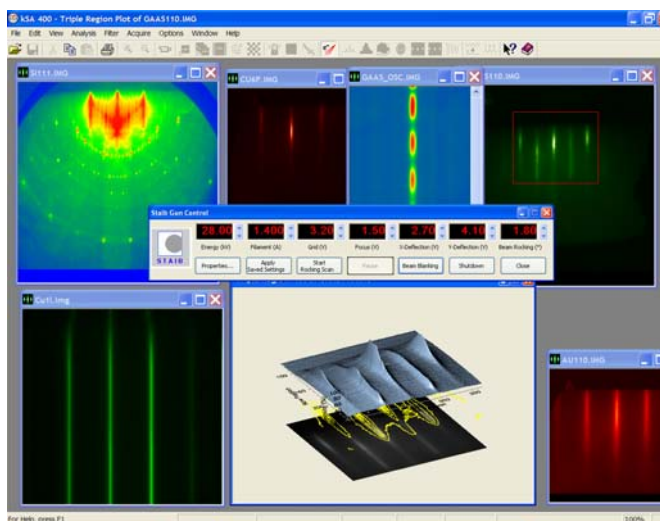 kSA 400 - Triple Region Plot of GAAS110.IMG
File Edit View Analysis Filter Acquire Options Window Help
Si111.IMG
CU4P.IMG
GAAS_OSC.IMG
S110.IMG
Staib Gun Control
28.00 1.400 3.20 1.50 2.70 4.10 1.80
Energy (kV) Filament (A) Grid (V) Focus (V) X-Deflection (V) Y-Deflection (V) Beam Rocking (°)
STAIB
Properties... Apply Saved Settings Start Rocking Scan Pause Beam Blanking Shutdown Close
Cu1l.Img
AU110.IMG
For Help, press F1
100%